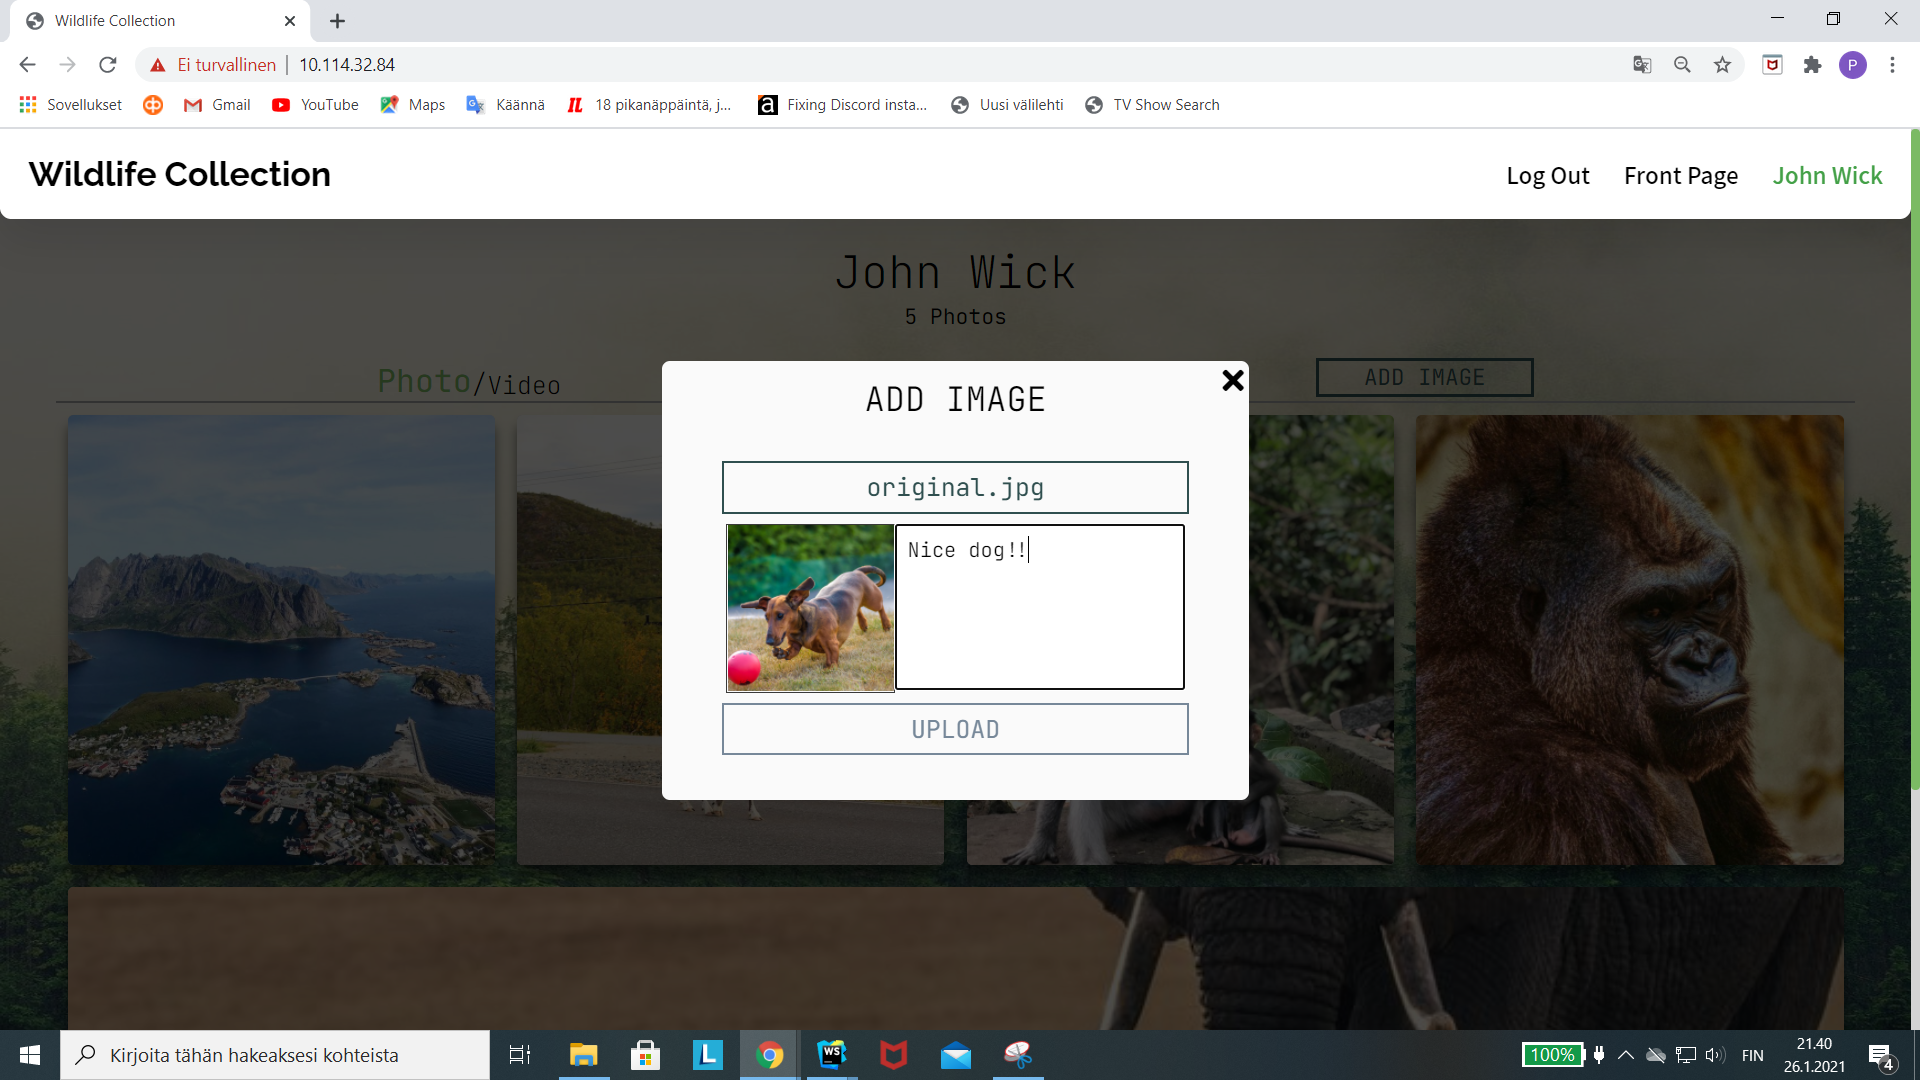 Wildlife Collection
Ei turvallinen
10.114.32.84
P
Sovellukset
Gmail
YouTube
Maps
Käännä
18 pikanäppäintä, j...
Fixing Discord insta...
Uusi välilehti
TV Show Search
Wildlife Collection
Log Out
Front Page
John Wick
John Wick
5 Photos
Photo/Video
ADD IMAGE
ADD IMAGE
original.jpg
Nice dog!!
UPLOAD
Kirjoita tähän hakeaksesi kohteista
L
WS
100%
FIN
21.40
26.1.2021
4